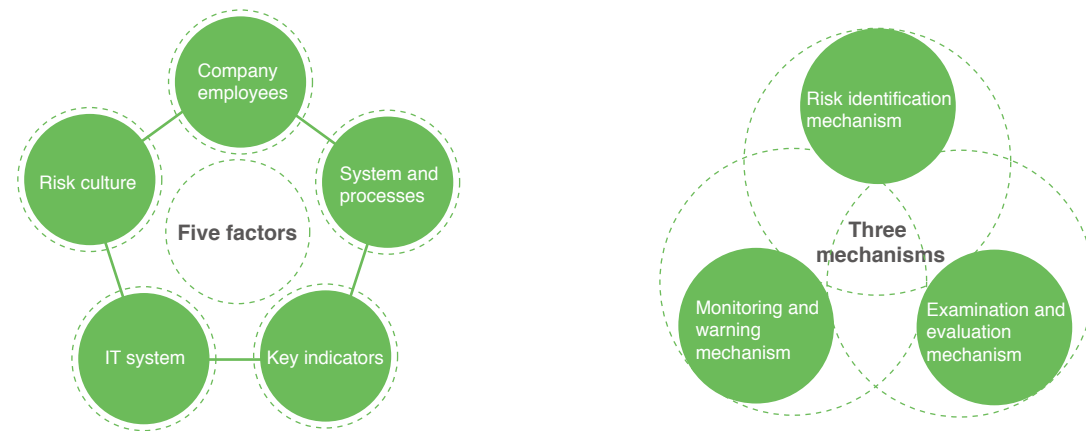 Company
employees
System and
processes
Key indicators
IT system
Risk culture
Five factors
Risk identification
mechanism
Three
mechanisms
Monitoring and
warning
mechanism
Examination and
evaluation
mechanism